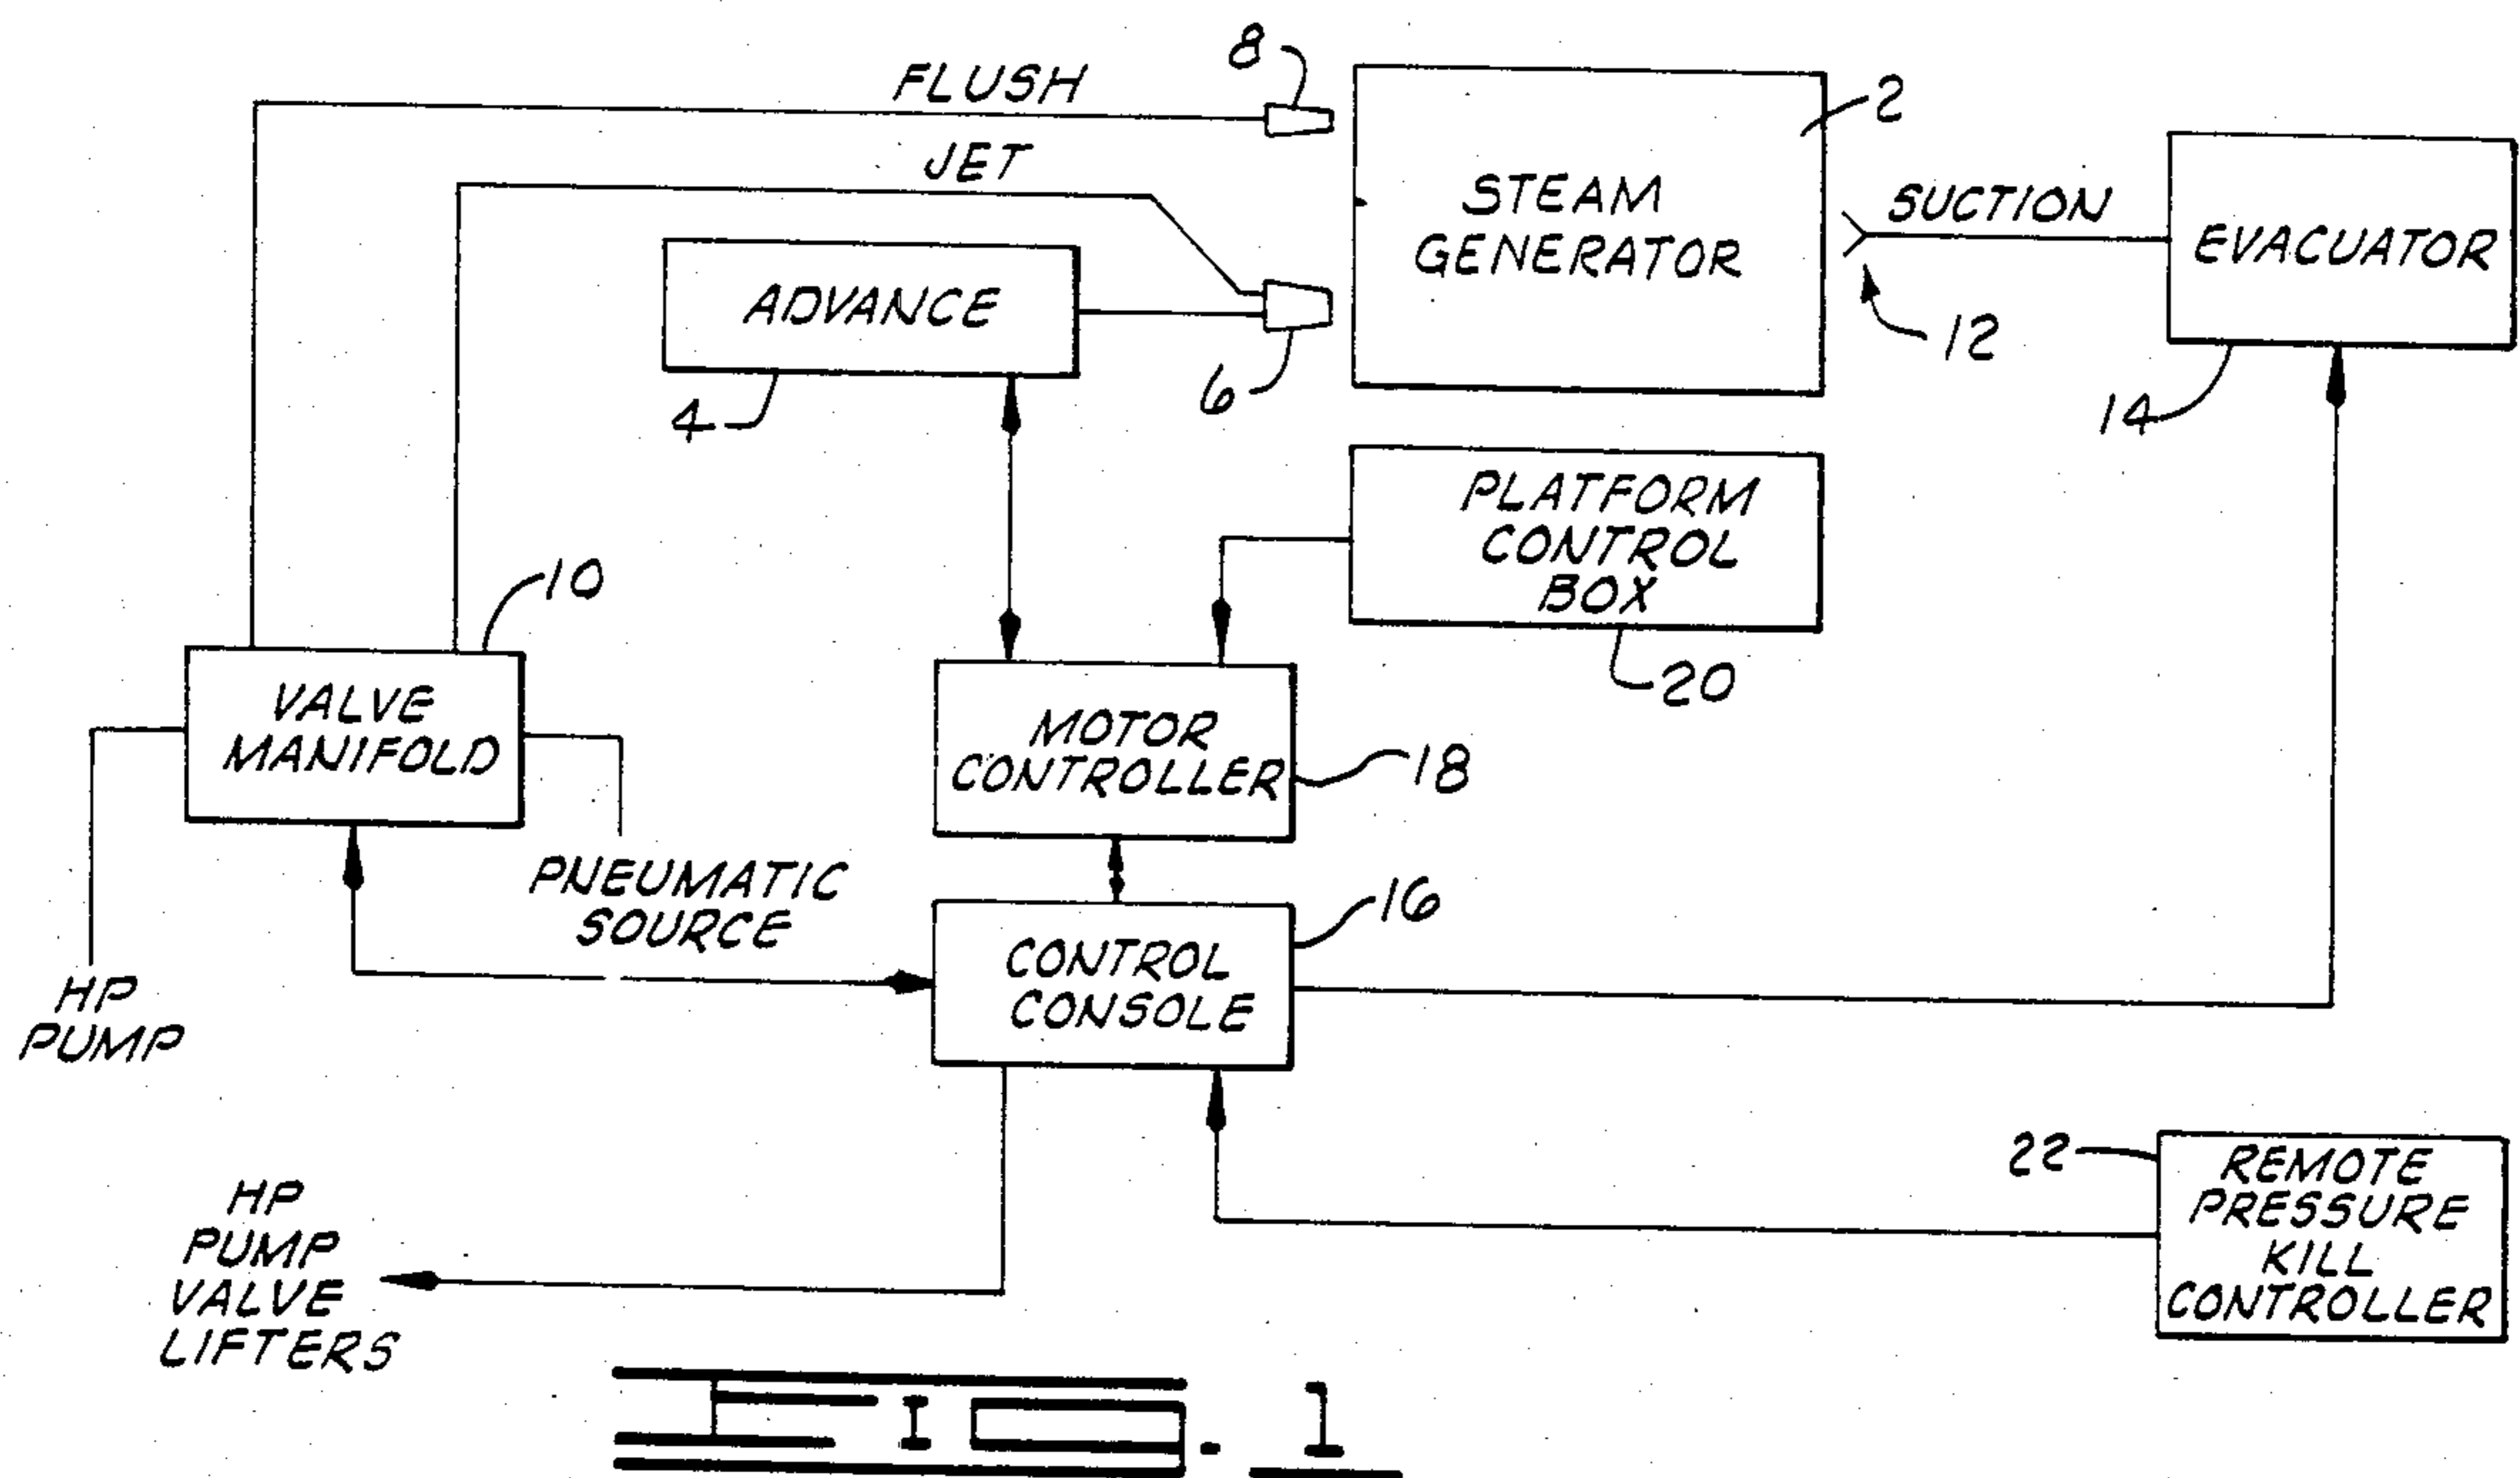 FLUSH
8
2
JET
STEAM
GENERATOR
SUCTION
EVACUATOR
ADVANCE
12
4
6
14
PLATFORM
CONTROL
BOX
10
20
VALVE
MANIFOLD
MOTOR
CONTROLLER
18
PNEUMATIC
SOURCE
16
CONTROL
CONSOLE
HP
PUMP
22
REMOTE
PRESSURE
KILL
CONTROLLER
HP
PUMP
VALVE
LIFTERS
FIG. 1